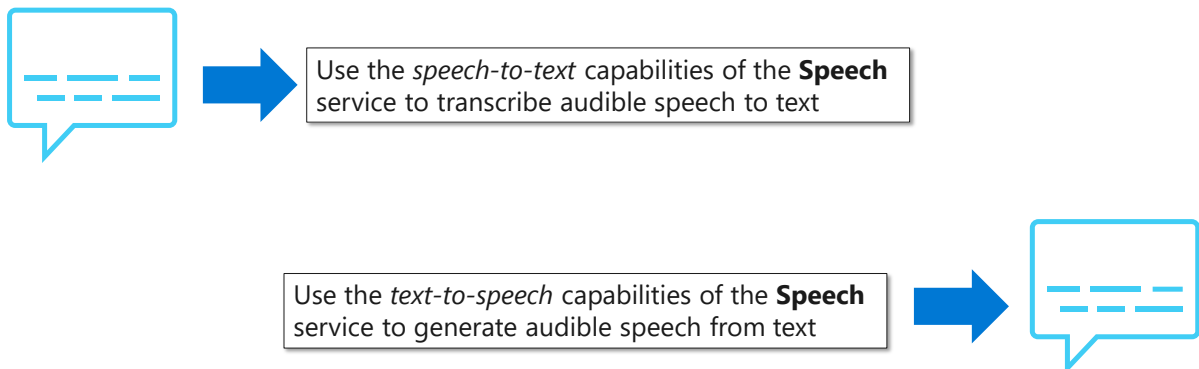 Use the speech-to-text capabilities of the Speech
service to transcribe audible speech to text
Use the text-to-speech capabilities of the Speech
service to generate audible speech from text